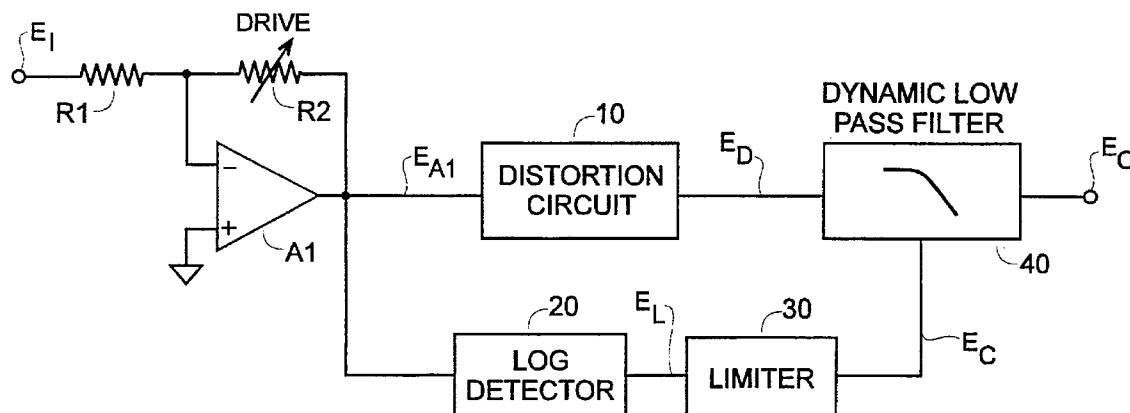 DRIVE
E_I
R1
R2
A1
−
+
E_A1
10
DISTORTION
CIRCUIT
E_D
DYNAMIC LOW
PASS FILTER
E_O
40
20
LOG
DETECTOR
E_L
30
LIMITER
E_C